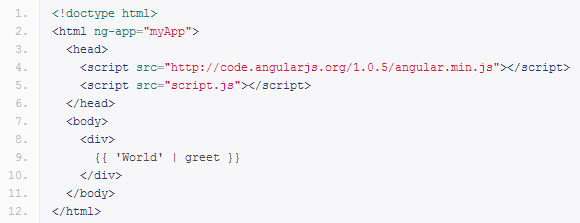 1. <!doctype html>
2. <html ng-app="myApp">
3.   <head>
4.     <script src="http://code.angularjs.org/1.0.5/angular.min.js"></script>
5.     <script src="script.js"></script>
6.   </head>
7.   <body>
8.     <div>
9.       {{ 'World' | greet }}
10.     </div>
11.   </body>
12. </html>